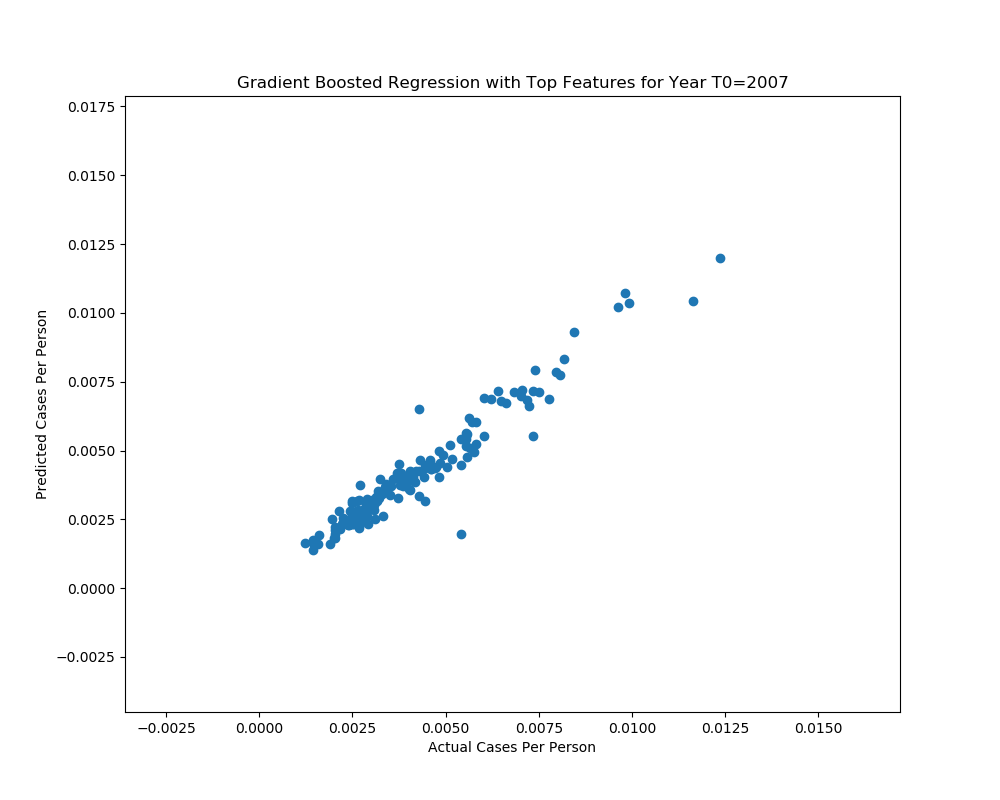 Gradient Boosted Regression with Top Features for Year T0=2007
0.0175
0.0150
0.0125
0.0100
0.0075
0.0050
0.0025
0.0000
−0.0025
Predicted Cases Per Person
−0.0025 0.0000 0.0025 0.0050 0.0075 0.0100 0.0125 0.0150
Actual Cases Per Person